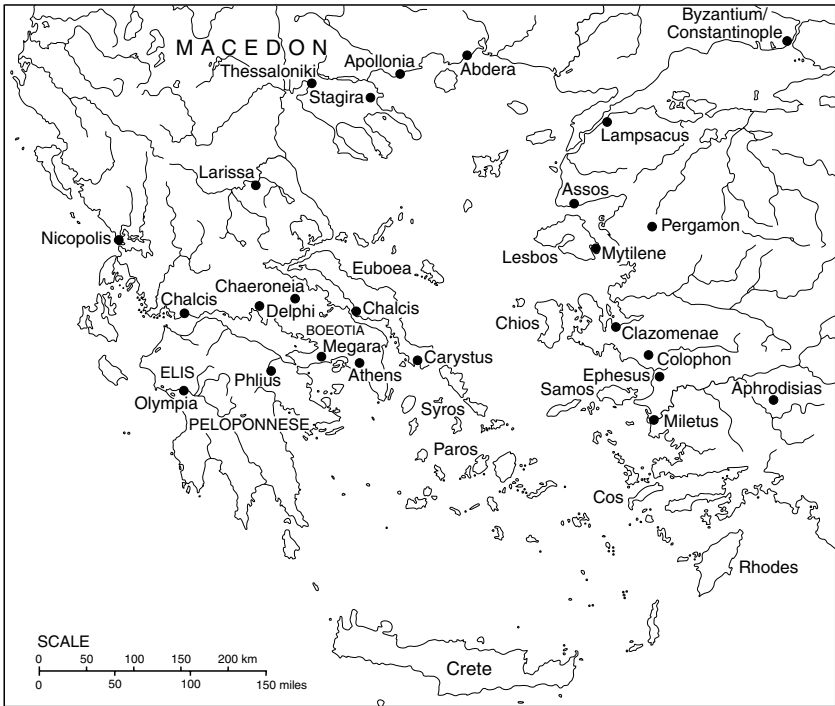 Byzantium/
Constantinople
MACEDON
Apollonia
Abdera
Thessaloniki
Stagira
Lampsacus
Larissa
Assos
Pergamon
Nicopolis
Lesbos
Mytilene
Euboea
Chaeroneia
Chalcis
Delphi
Chalcis
Chios
Clazomenae
BOEOTIA
Megara
Athens
Carystus
Colophon
ELIS
Phlius
Ephesus
Samos
Aphrodisias
Olympia
Syros
Miletus
PELOPONNESE
Paros
Cos
Rhodes
SCALE
0 50 100 150 200 km
0 50 100 150 miles
Crete